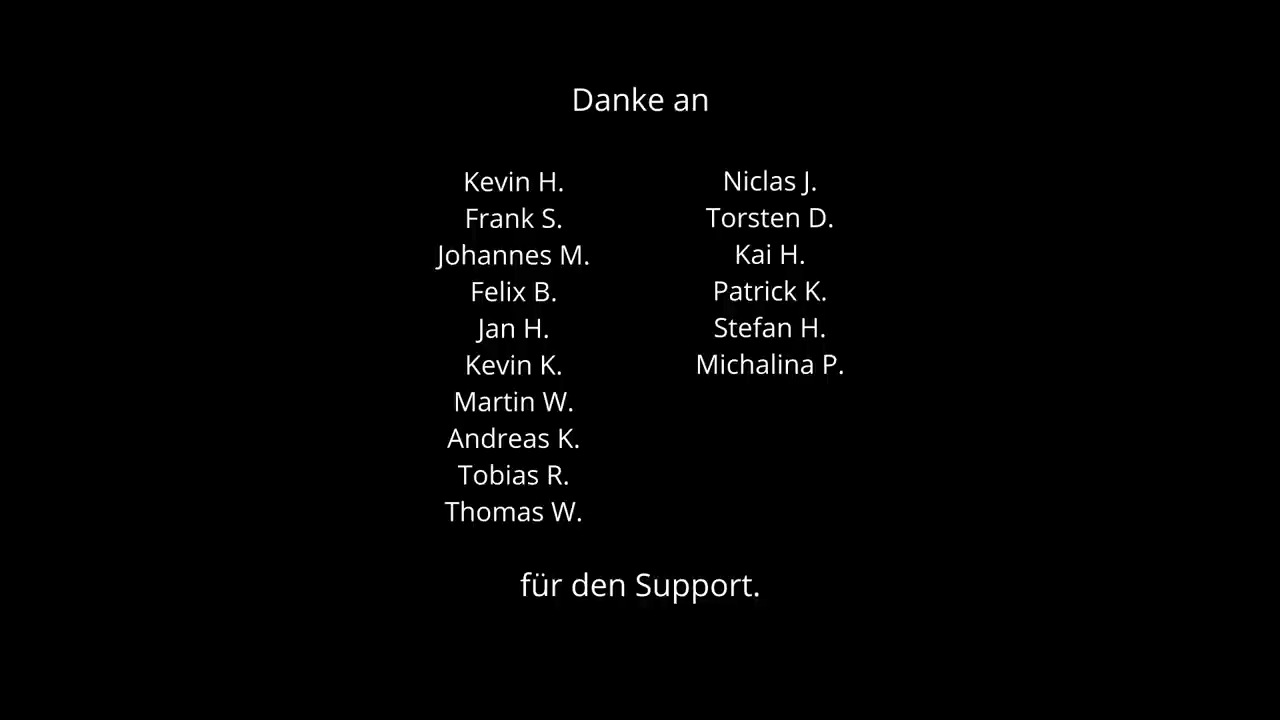 Danke an
Kevin H.
Frank S.
Johannes M.
Felix B.
Jan H.
Kevin K.
Martin W.
Andreas K.
Tobias R.
Thomas W.
Niclas J.
Torsten D.
Kai H.
Patrick K.
Stefan H.
Michalina P.
für den Support.